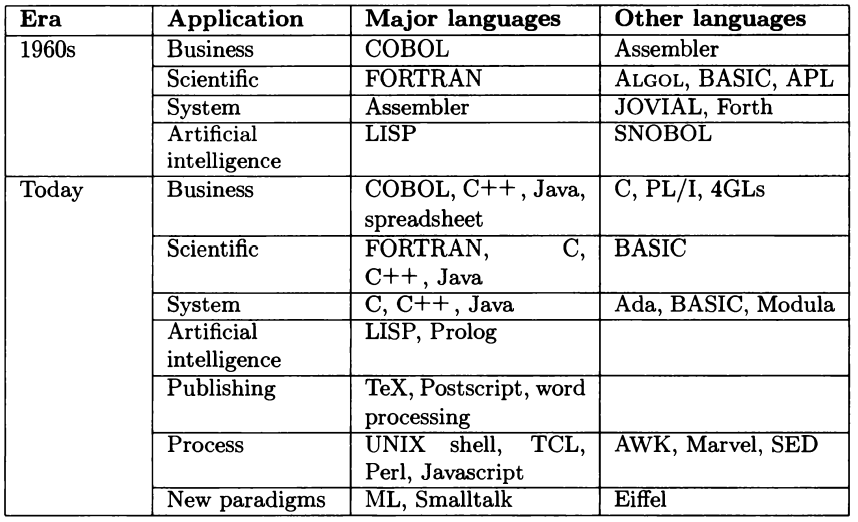 Era Application Major languages Other languages
1960s Business COBOL Assembler
Scientific FORTRAN ALGOL, BASIC, APL
System Assembler JOVIAL, Forth
Artificial LISP SNOBOL
intelligence
Today Business COBOL, C++, Java, C, PL/I, 4GLs
spreadsheet
Scientific FORTRAN, C, BASIC
C++, Java
System C, C++, Java Ada, BASIC, Modula
Artificial LISP, Prolog
intelligence
Publishing TeX, Postscript, word
processing
Process UNIX shell, TCL, AWK, Marvel, SED
Perl, Javascript
New paradigms ML, Smalltalk Eiffel